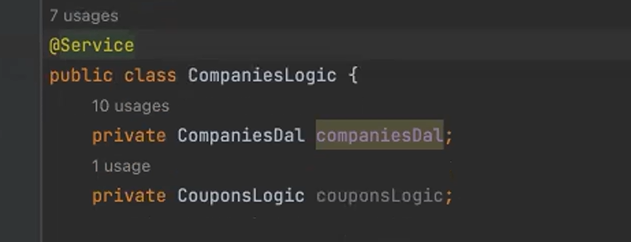 7 usages
@Service
public class CompaniesLogic {
10 usages
private CompaniesDal companiesDal;
1 usage
private CouponsLogic couponsLogic;